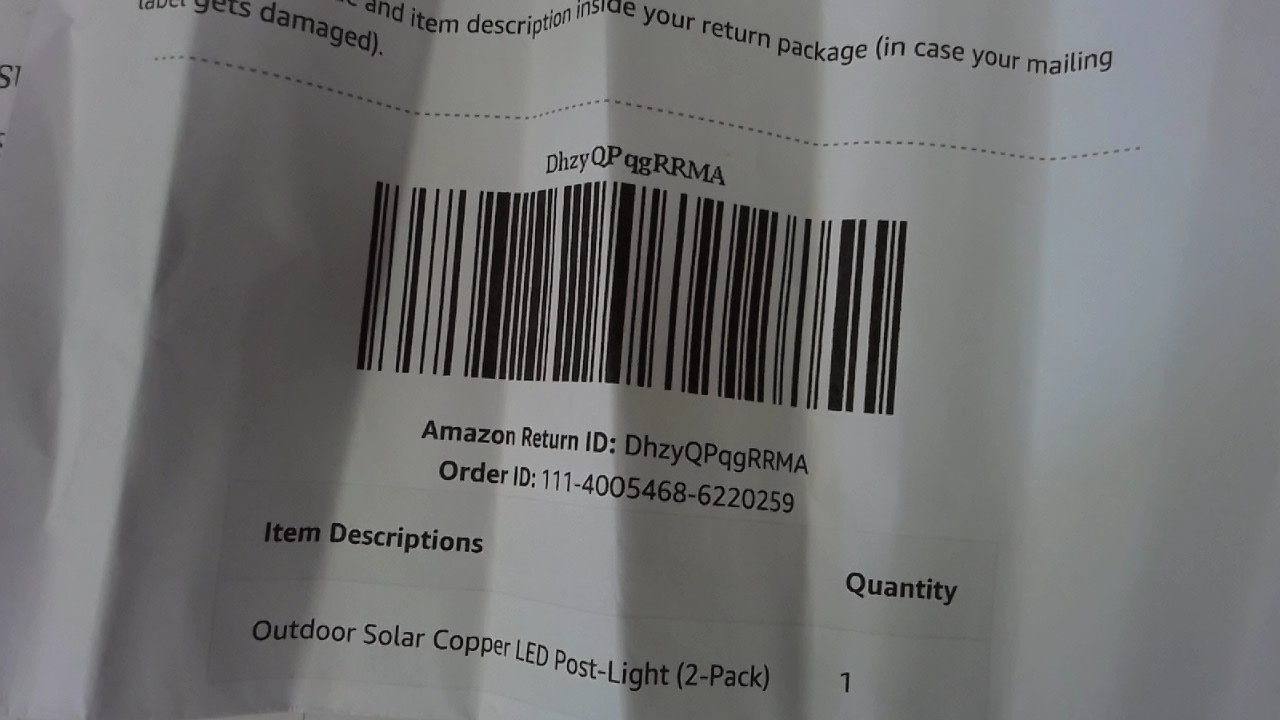 and item description inside your return package (in case your mailing
label gets damaged).
DhzyQPqgRRMA
Amazon Return ID: DhzyQPqgRRMA
Order ID: 111-4005468-6220259
Item Descriptions
Quantity
Outdoor Solar Copper LED Post-Light (2-Pack) 1